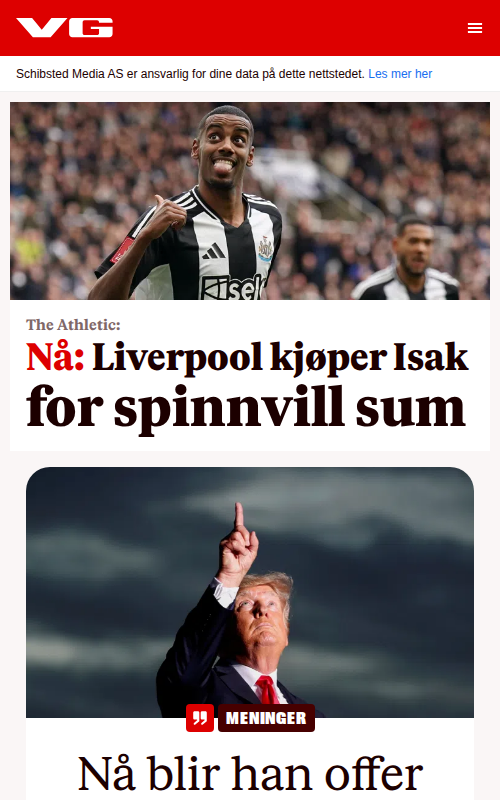 VG
Schibsted Media AS er ansvarlig for dine data på dette nettstedet. Les mer her
The Athletic:
Nå: Liverpool kjøper Isak
for spinnvill sum
MENINGER
Nå blir han offer